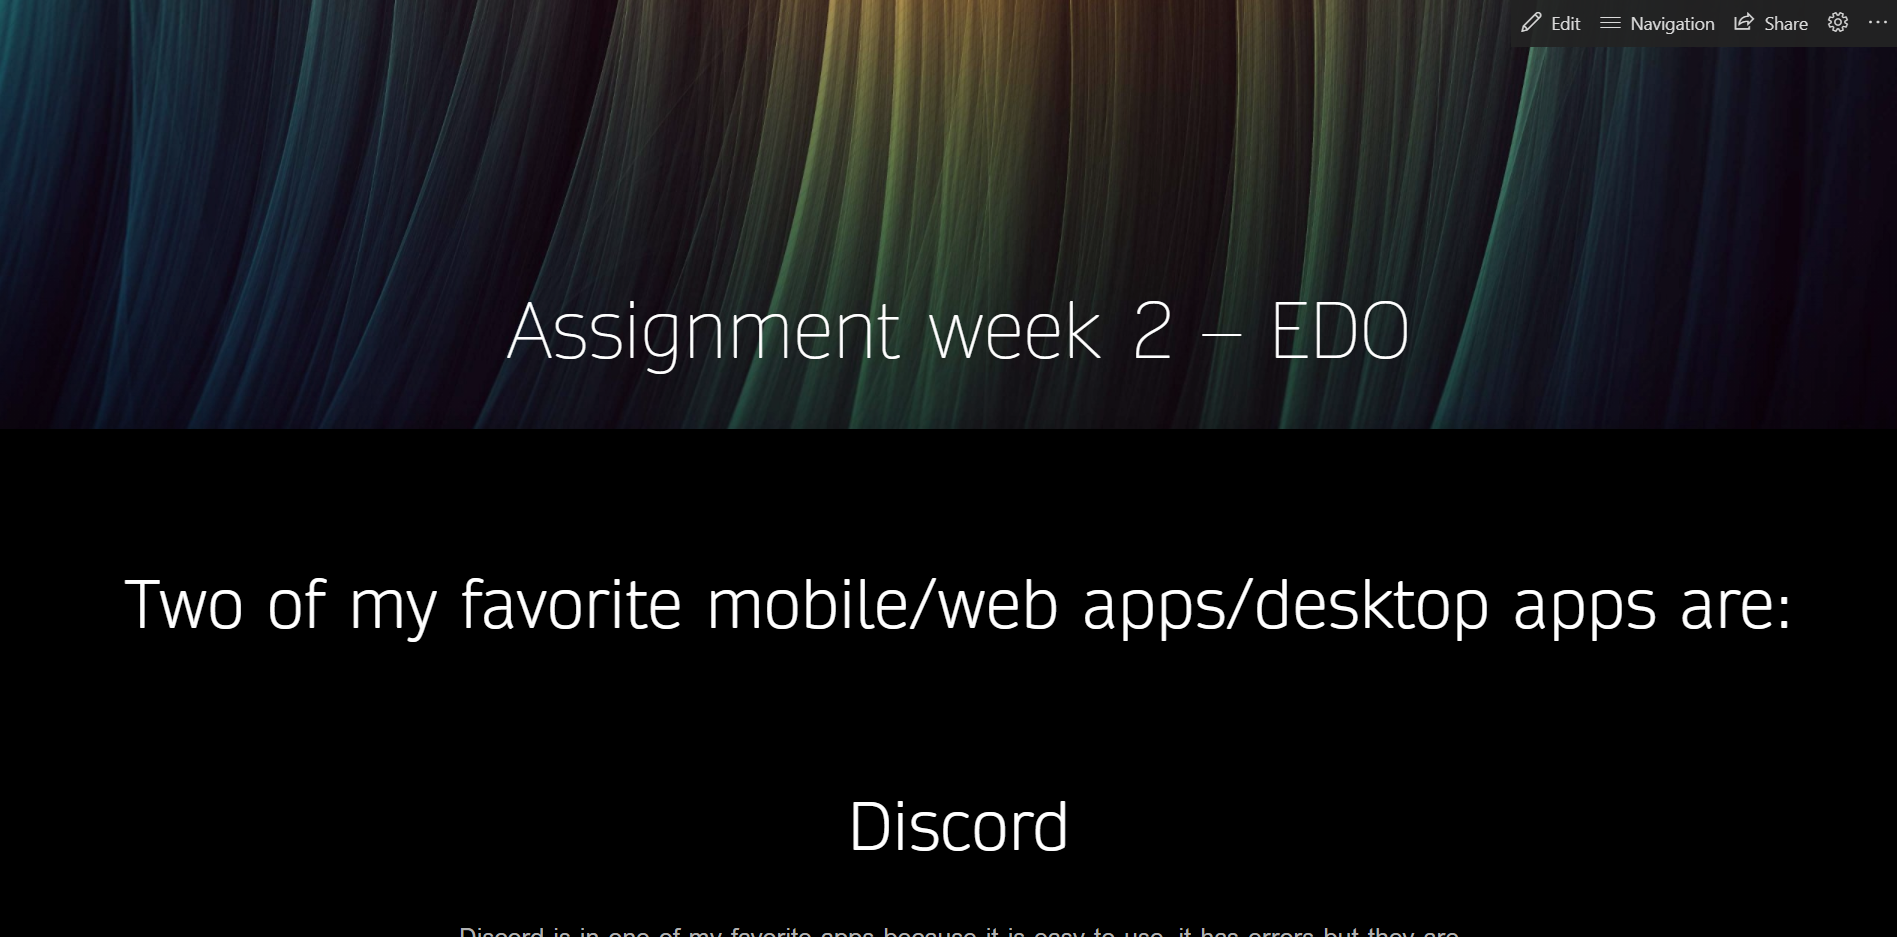 Edit Navigation Share
Assignment week 2 – EDO
Two of my favorite mobile/web apps/desktop apps are:
Discord
Discord is in one of my favorite apps because it is easy to use, it has errors but they are